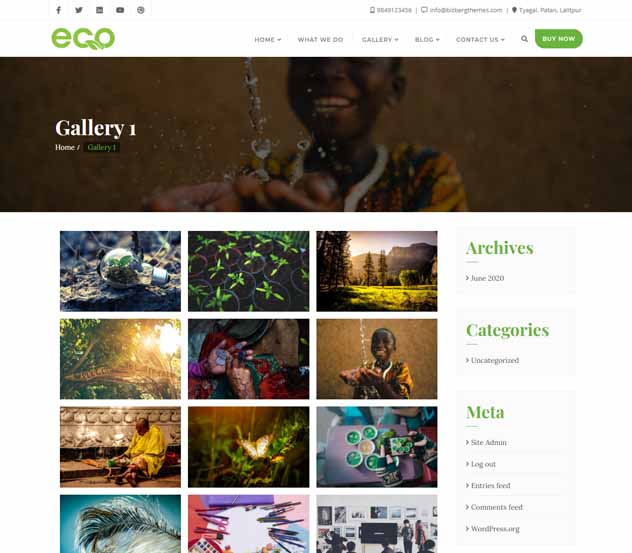 9849123456 | info@bizbergthemes.com | Tyagal, Patan, Lalitpur
eco
HOME WHAT WE DO GALLERY BLOG CONTACT US BUY NOW
Gallery 1
Home / Gallery 1
Archives
June 2020
Categories
Uncategorized
Meta
Site Admin
Log out
Entries feed
Comments feed
WordPress.org